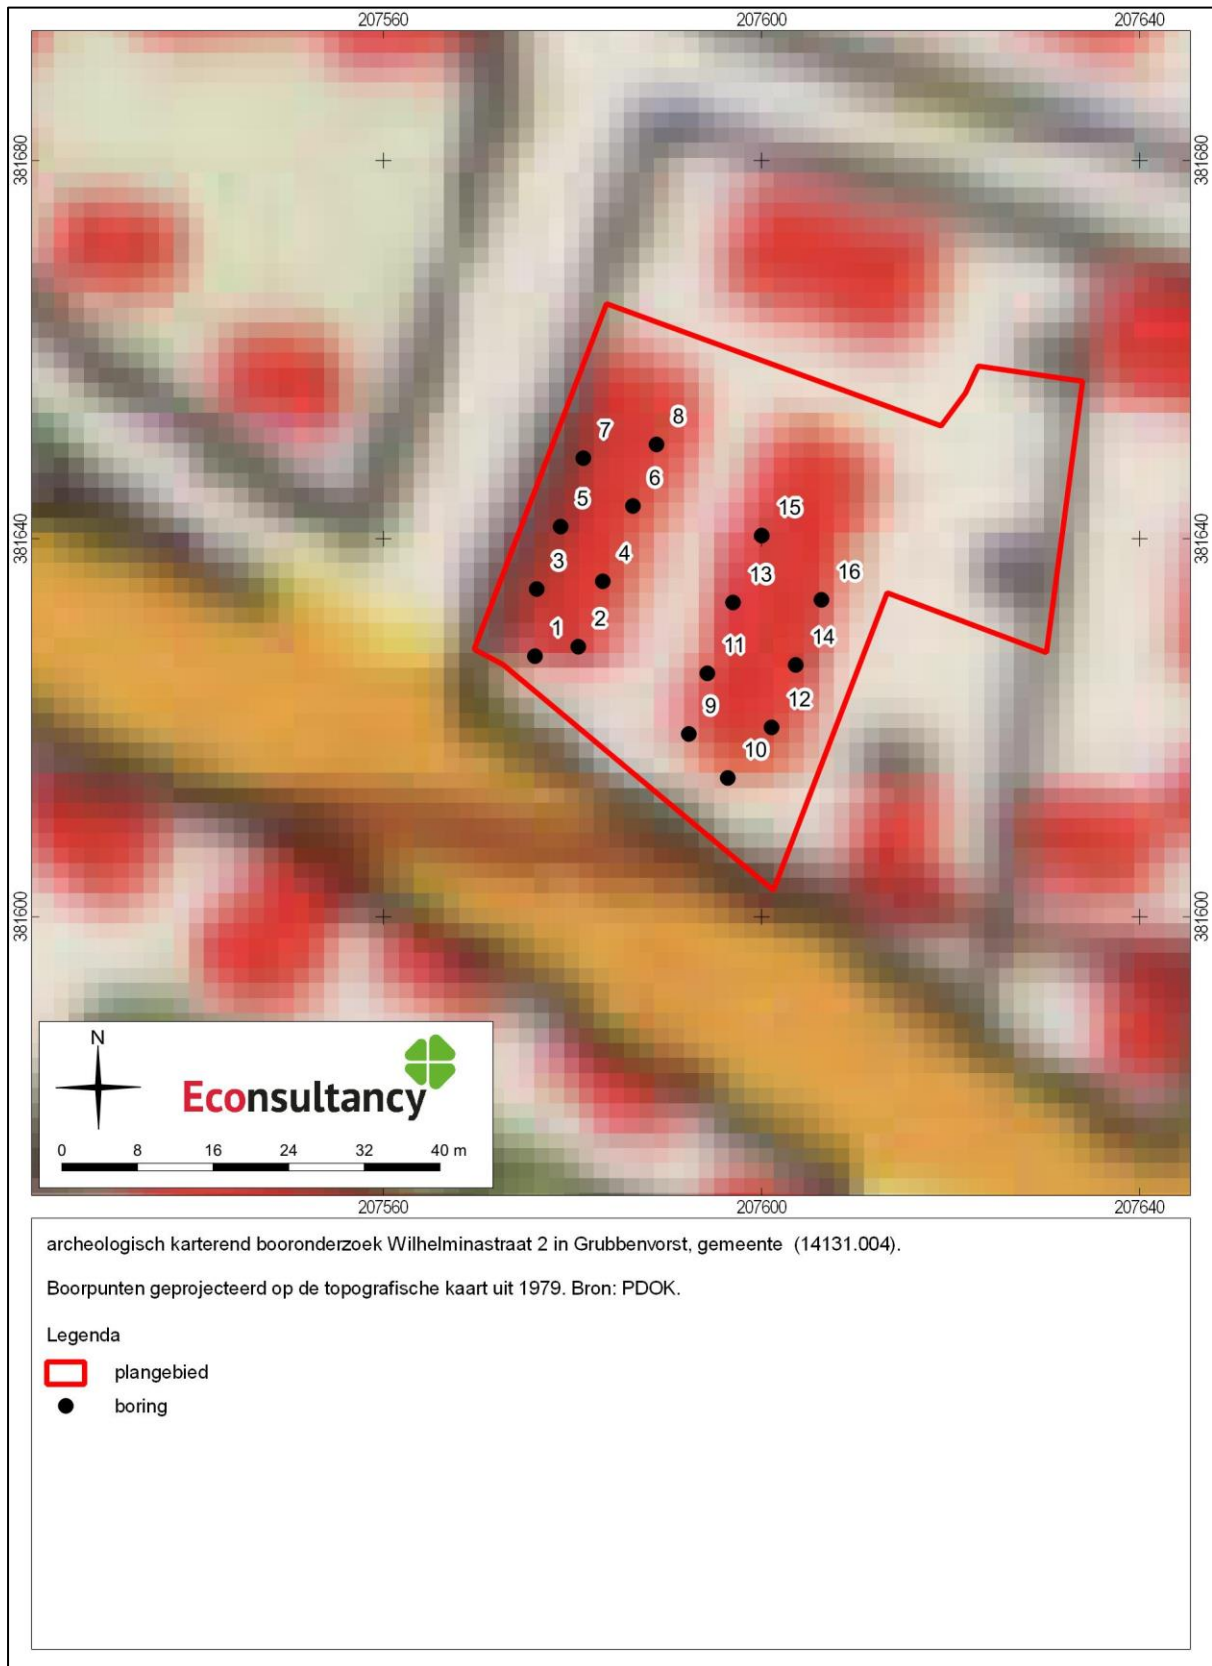 207560 207600 207640
381680 381680
8
7
6
5
15
381640 381640
4
3
13 16
1 2
11 14
9 12
10
381600 381600
N
Econsultancy
0 8 16 24 32 40 m
207560 207600 207640
archeologisch karterend booronderzoek Wilhelminastraat 2 in Grubbenvorst, gemeente (14131.004).
Boorpunten geprojecteerd op de topografische kaart uit 1979. Bron: PDOK.
Legenda
plangebied
boring